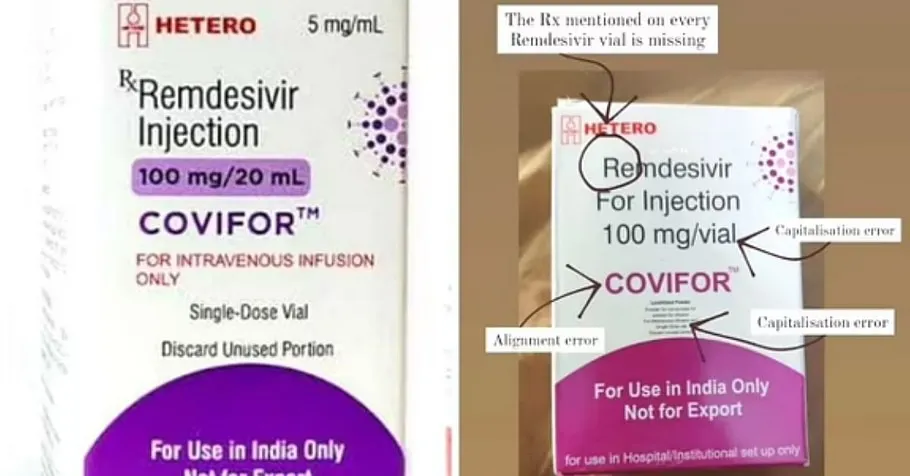 HETERO
5 mg/mL
Rx
Remdesivir
Injection
100 mg/20 mL
COVIFOR™
FOR INTRAVENOUS INFUSION
ONLY
Single-Dose Vial
Discard Unused Portion
For Use in India Only
Not for Export
The Rx mentioned on every
Remdesivir vial is missing
HETERO
Remdesivir
For Injection
100 mg/vial
Capitalisation error
COVIFOR™
Alignment error
Capitalisation error
For Use in India Only
Not for Export
for use in Hospital/Institutional set up only